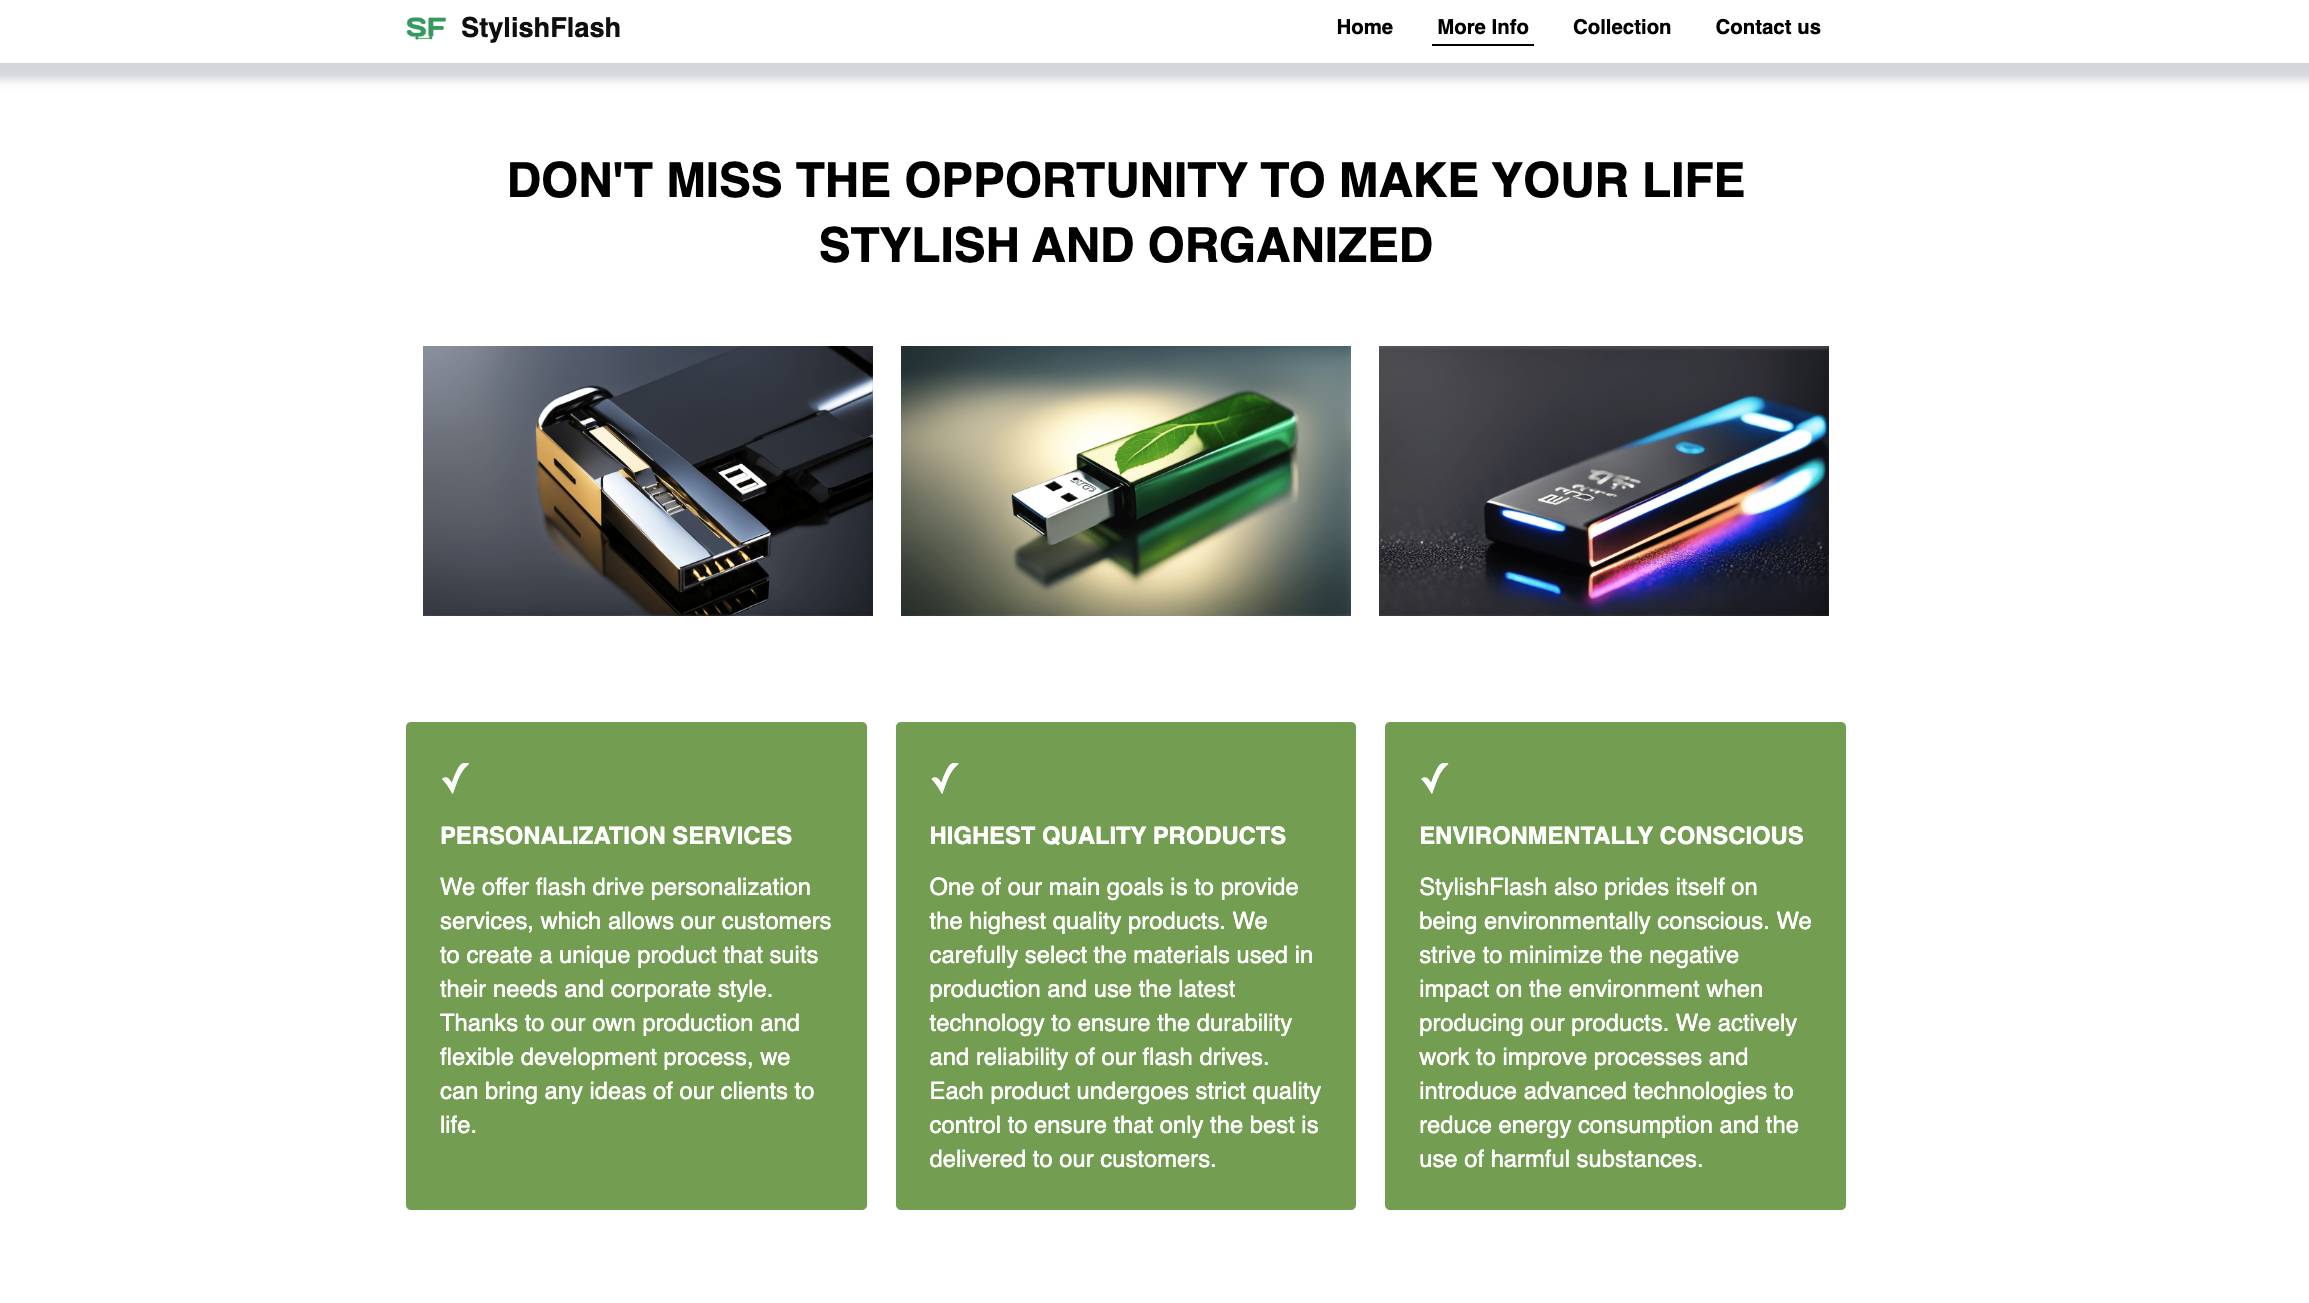 SF StylishFlash
Home More Info Collection Contact us
DON'T MISS THE OPPORTUNITY TO MAKE YOUR LIFE
STYLISH AND ORGANIZED
PERSONALIZATION SERVICES
We offer flash drive personalization
services, which allows our customers
to create a unique product that suits
their needs and corporate style.
Thanks to our own production and
flexible development process, we
can bring any ideas of our clients to
life.
HIGHEST QUALITY PRODUCTS
One of our main goals is to provide
the highest quality products. We
carefully select the materials used in
production and use the latest
technology to ensure the durability
and reliability of our flash drives.
Each product undergoes strict quality
control to ensure that only the best is
delivered to our customers.
ENVIRONMENTALLY CONSCIOUS
StylishFlash also prides itself on
being environmentally conscious. We
strive to minimize the negative
impact on the environment when
producing our products. We actively
work to improve processes and
introduce advanced technologies to
reduce energy consumption and the
use of harmful substances.